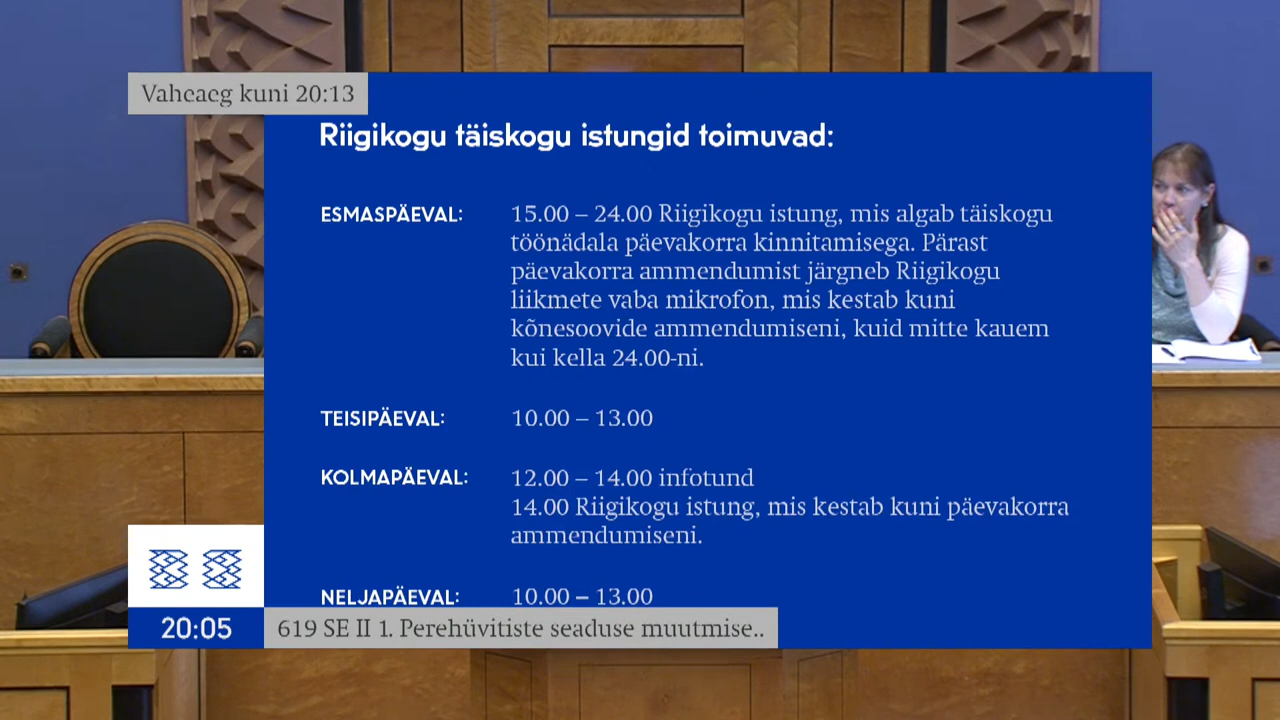 Vaheaeg kuni 20:13
Riigikogu täiskogu istungid toimuvad:
ESMASPÄEVAL: 15.00 – 24.00 Riigikogu istung, mis algab täiskogu
töönädala päevakorra kinnitamisega. Pärast
päevakorra ammendumist järgneb Riigikogu
liikmete vaba mikrofon, mis kestab kuni
kõnesoovide ammendumiseni, kuid mitte kauem
kui kella 24.00-ni.
TEISIPÄEVAL: 10.00 – 13.00
KOLMAPÄEVAL: 12.00 – 14.00 infotund
14.00 Riigikogu istung, mis kestab kuni päevakorra
ammendumiseni.
NELJAPÄEVAL: 10.00 – 13.00
20:05 619 SE II 1. Perehüvitiste seaduse muutmise..